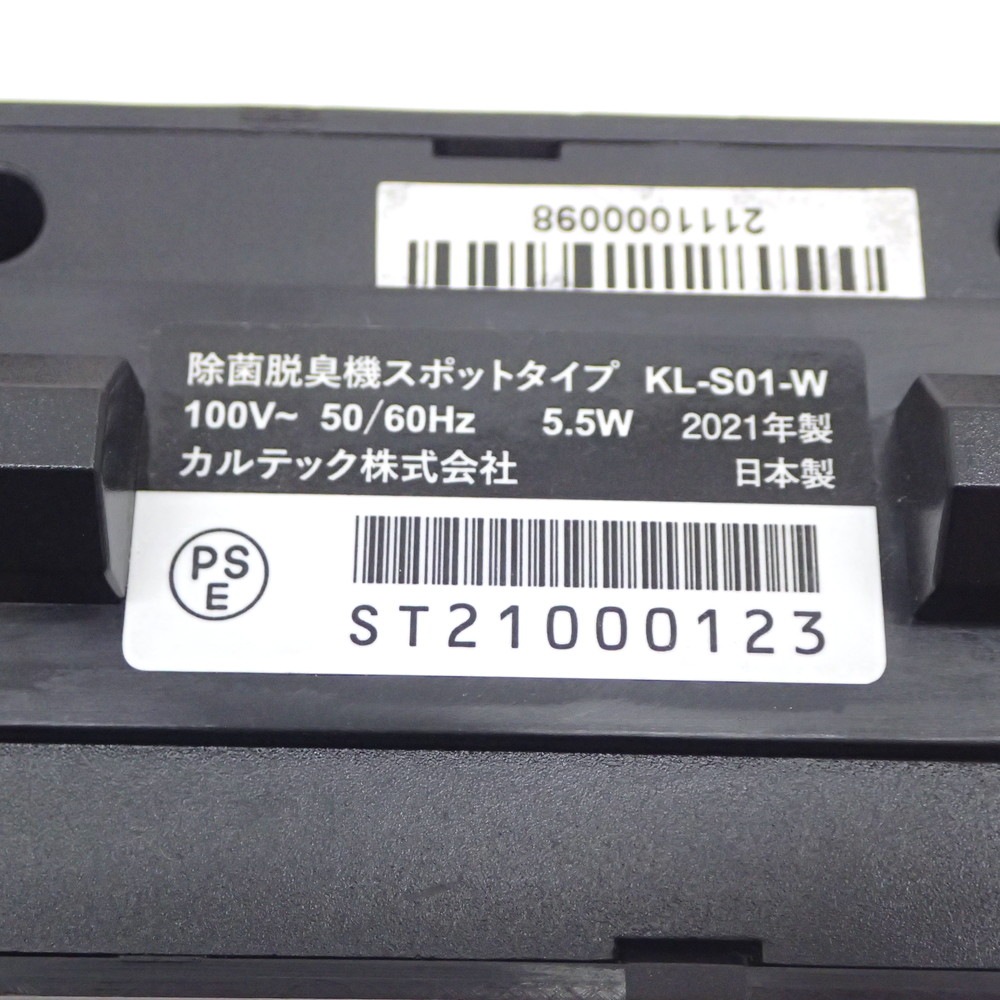 2111000098
除菌脱臭機スポットタイプ KL-S01-W
100V~ 50/60Hz 5.5W 2021年製
カルテック株式会社 日本製
PS
E
ST21000123